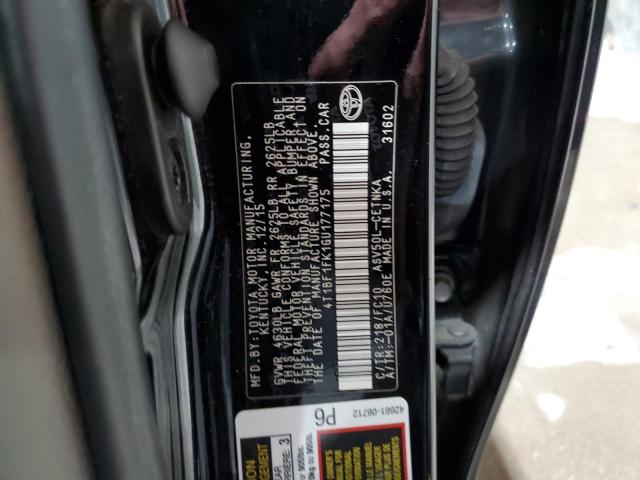 MFD.BY:TOYOTA MOTOR MANUFACTURING,
KENTUCKY, INC. 12/15
GVWR 4630LB GAWR FR 2625LB RR 2625LB
THIS VEHICLE CONFORMS TO ALL APPLICABLE
FEDERAL MOTOR VEHICLE SAFETY, BUMPER AND
THEFT PREVENTION STANDARDS IN EFFECT ON
THE DATE OF MANUFACTURE SHOWN ABOVE.
4T1BF1FK1GU177175 PASS.CAR
TOYOTA
C/TR:218/FC10 ASV50L-CETNKA
A/TM:-01A/U760E MADE IN U.S.A. 31602
P6
42661-06712
3